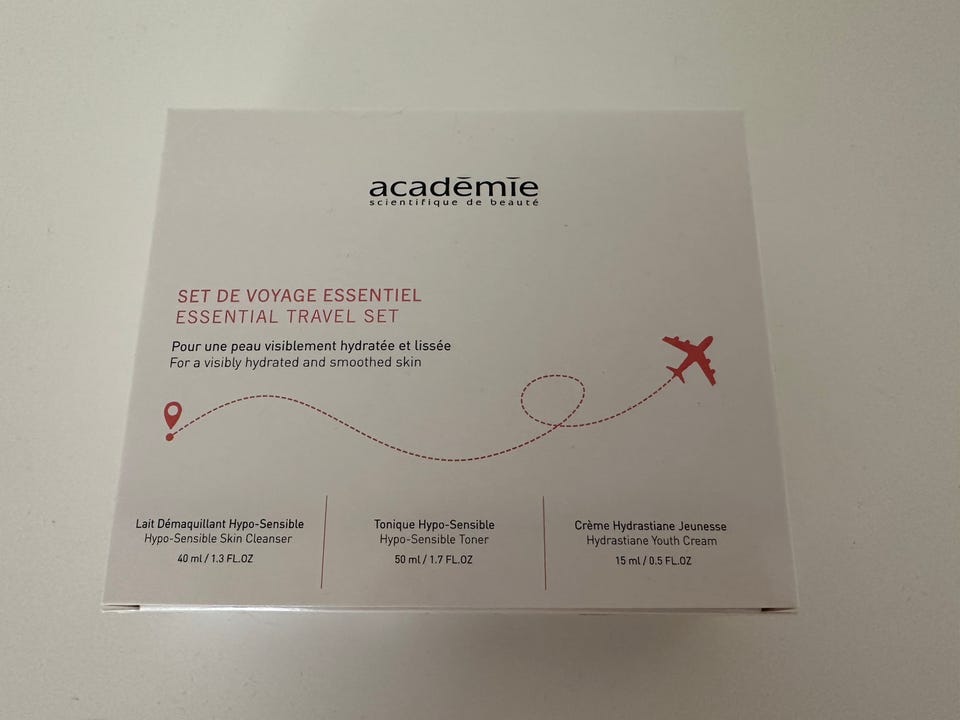 acadēmīe
scientifique de beauté
SET DE VOYAGE ESSENTIEL
ESSENTIAL TRAVEL SET
Pour une peau visiblement hydratée et lissée
For a visibly hydrated and smoothed skin
Lait Démaquillant Hypo-Sensible
Hypo-Sensible Skin Cleanser
40 ml / 1.3 FL.OZ
Tonique Hypo-Sensible
Hypo-Sensible Toner
50 ml / 1.7 FL.OZ
Crème Hydrastiane Jeunesse
Hydrastiane Youth Cream
15 ml / 0.5 FL.OZ